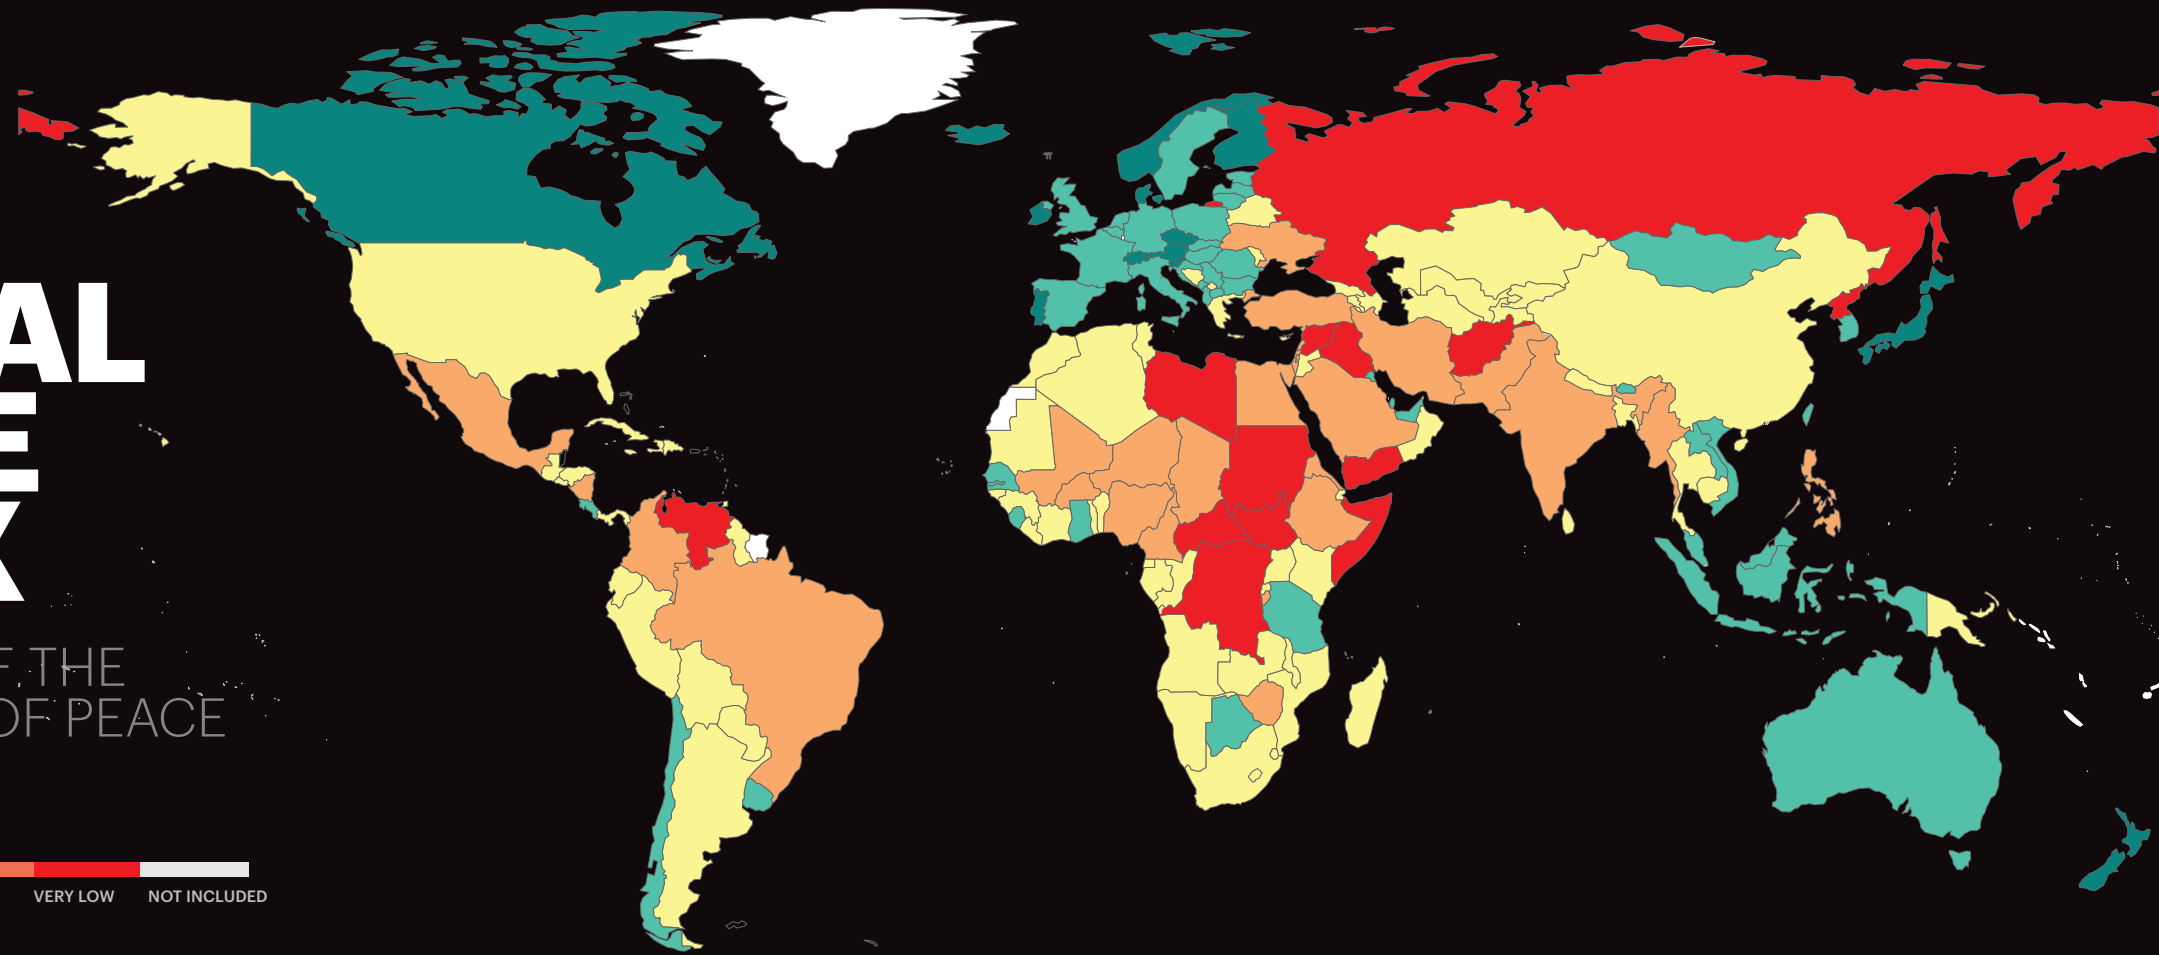 AL
E
X
F THE
OF PEACE
VERY LOW
NOT INCLUDED